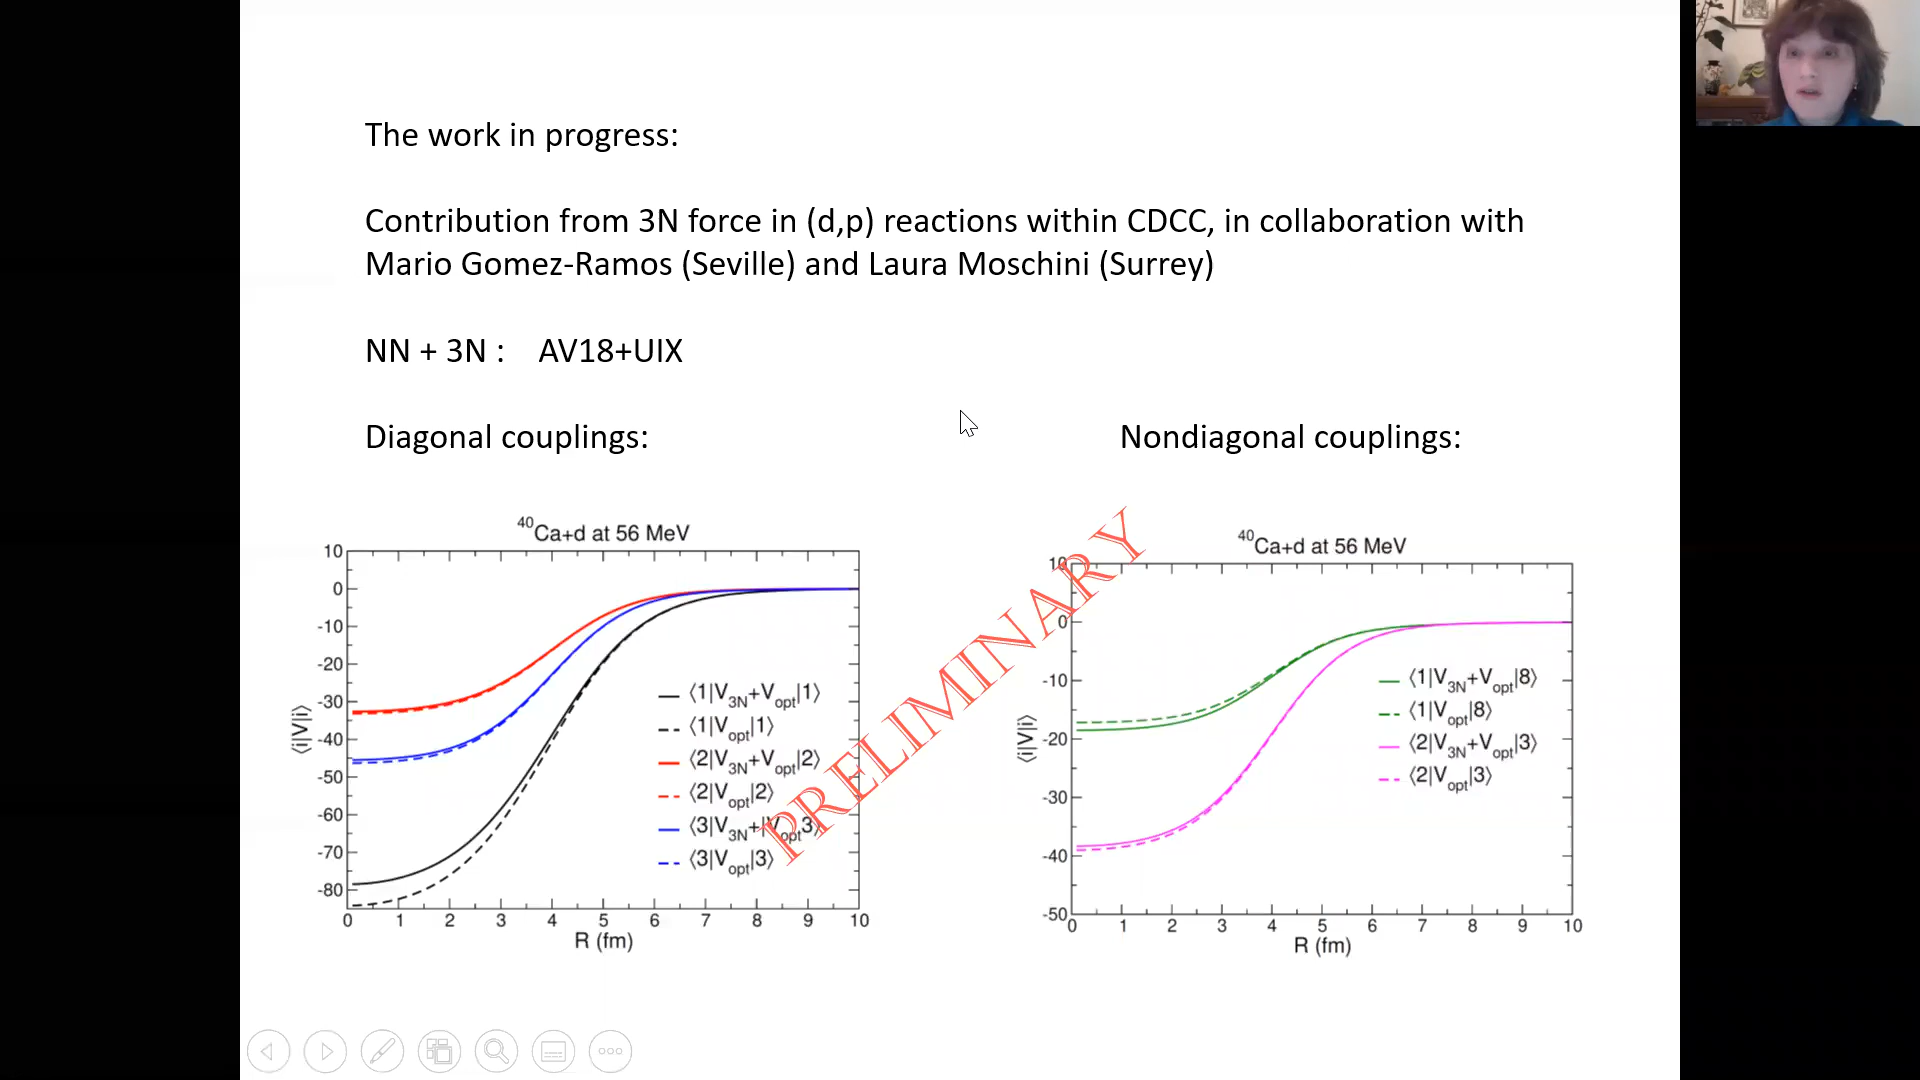 The work in progress:
Contribution from 3N force in (d,p) reactions within CDCC, in collaboration with
Mario Gomez-Ramos (Seville) and Laura Moschini (Surrey)
NN + 3N : AV18+UIX
Diagonal couplings:
Nondiagonal couplings:
40Ca+d at 56 MeV
10
0
-10
-20
-30
-40
-50
-60
-70
-80
⟨i|V|i⟩
⟨1|V3N+Vopt|1⟩
⟨1|Vopt|1⟩
⟨2|V3N+Vopt|2⟩
⟨2|Vopt|2⟩
⟨3|V3N+|Vopt3⟩
⟨3|Vopt|3⟩
0 1 2 3 4 5 6 7 8 9 10
R (fm)
PRELIMINARY
40Ca+d at 56 MeV
10
0
-10
-20
-30
-40
-50
⟨i|V|i⟩
⟨1|V3N+Vopt|8⟩
⟨1|Vopt|8⟩
⟨2|V3N+Vopt|3⟩
⟨2|Vopt|3⟩
0 1 2 3 4 5 6 7 8 9 10
R (fm)